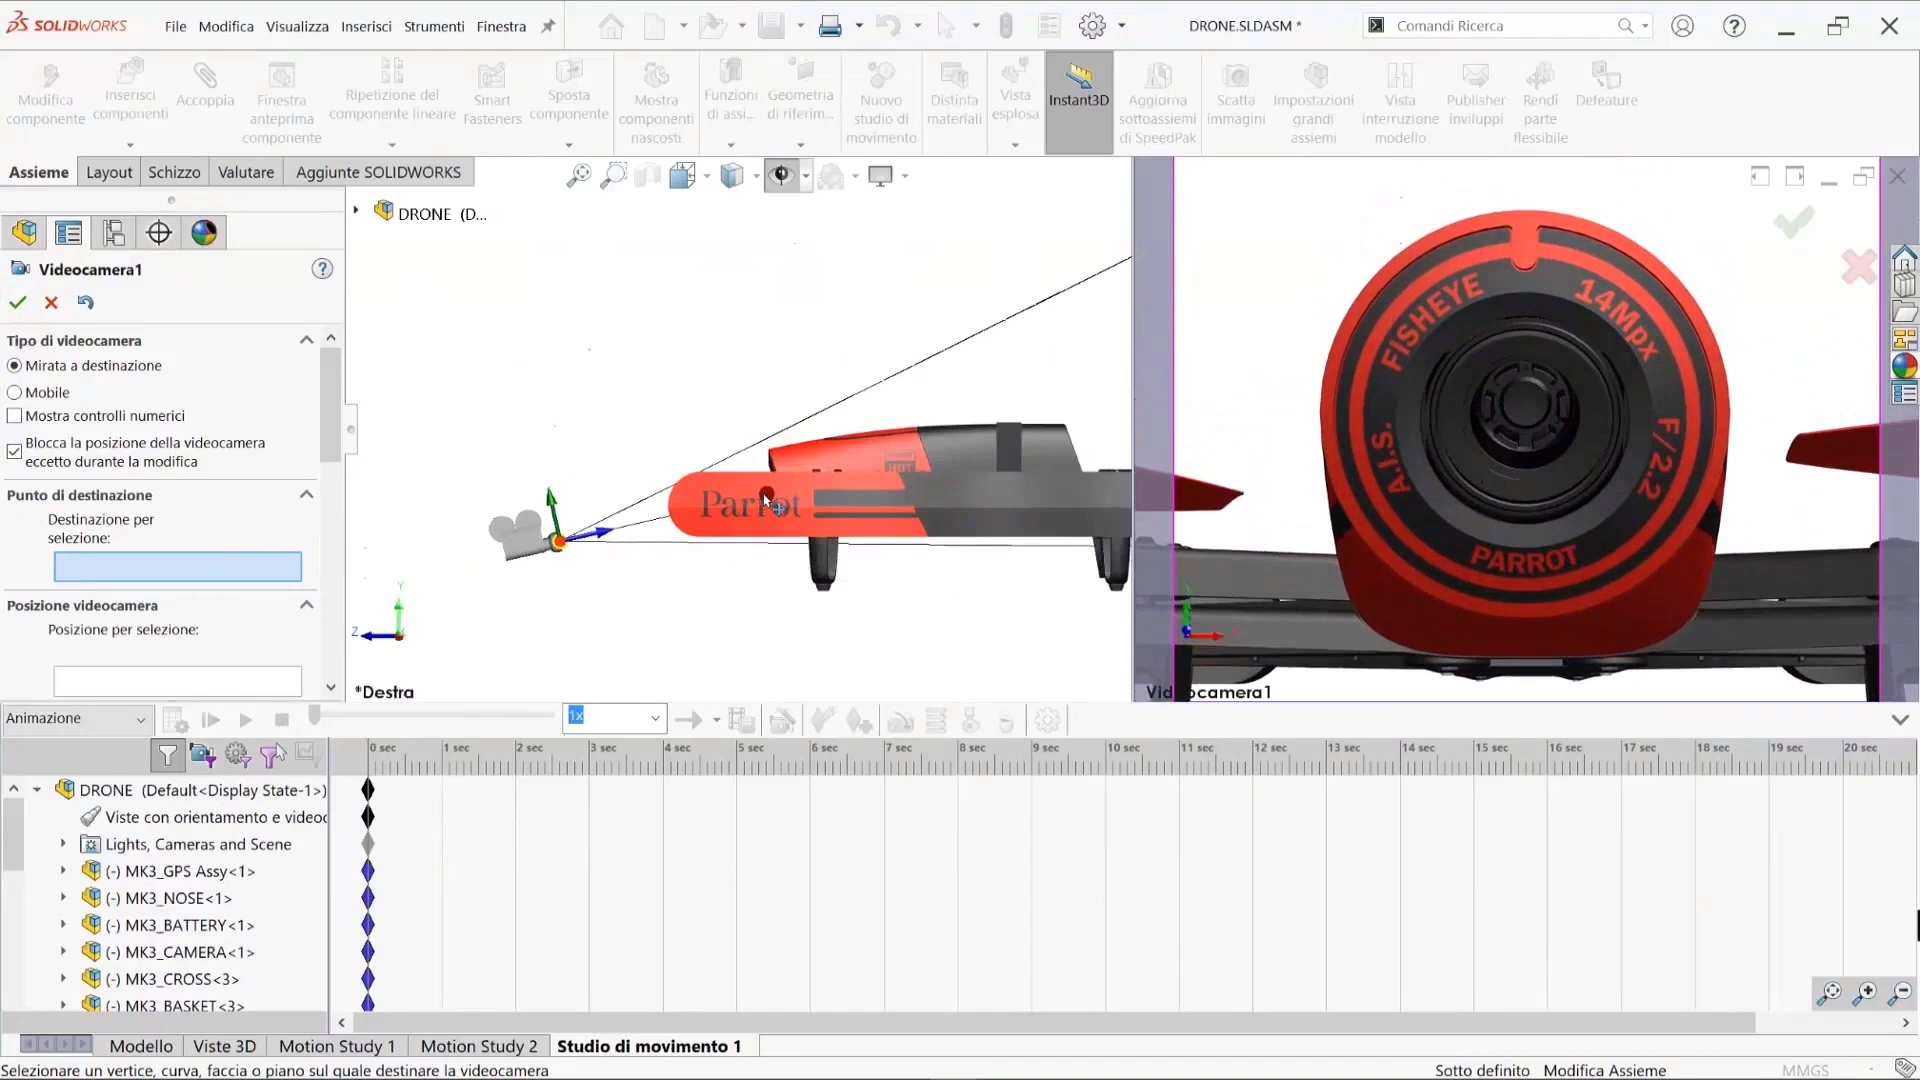 SOLIDWORKS File Modifica Visualizza Inserisci Strumenti Finestra DRONE.SLDASM * Comandi Ricerca
Modifica componente
Inserisci componenti
Accoppia
Finestra anteprima componente
Ripetizione del componente lineare
Smart Fasteners
Sposta componente
Mostra componenti nascosti
Funzioni di assi...
Geometria di riferim...
Nuovo studio di movimento
Distinta materiali
Vista esplosa
Instant3D
Aggiorna sottoassiemi di SpeedPak
Scatta immagini
Impostazioni grandi assiemi
Vista interruzione modello
Publisher inviluppi
Rendi parte flessibile
Defeature
Assieme Layout Schizzo Valutare Aggiunte SOLIDWORKS
DRONE (D...
Videocamera1
Tipo di videocamera
Mirata a destinazione
Mobile
Mostra controlli numerici
Blocca la posizione della videocamera
eccetto durante la modifica
Punto di destinazione
Destinazione per
selezione:
Posizione videocamera
Posizione per selezione:
Parrot
Y
Z
*Destra
FISHEYE
14Mpx
A.I.S.
F/2.2
PARROT
Videocamera1
Animazione
1x
0 sec 1 sec 2 sec 3 sec 4 sec 5 sec 6 sec 7 sec 8 sec 9 sec 10 sec 11 sec 12 sec 13 sec 14 sec 15 sec 16 sec 17 sec 18 sec 19 sec 20 sec
DRONE (Default<Display State-1>)
Viste con orientamento e videoc
Lights, Cameras and Scene
(-) MK3_GPS Assy<1>
(-) MK3_NOSE<1>
(-) MK3_BATTERY<1>
(-) MK3_CAMERA<1>
(-) MK3_CROSS<3>
(-) MK3_BASKET<3>
Modello Viste 3D Motion Study 1 Motion Study 2 Studio di movimento 1
Selezionare un vertice, curva, faccia o piano sul quale destinare la videocamera Sotto definito Modifica Assieme MMGS